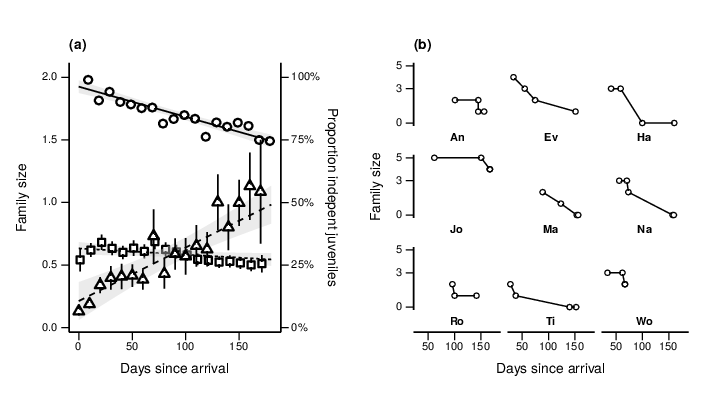 (a)
2.0
1.5
1.0
0.5
0.0
Family size
100%
75%
50%
25%
0%
Proportion indepent juveniles
0
50
100
150
Days since arrival
(b)
Family size
5
3
0
An
Ev
Ha
5
3
0
Jo
Ma
Na
5
3
0
Ro
Ti
Wo
50 100 150
50 100 150
50 100 150
Days since arrival